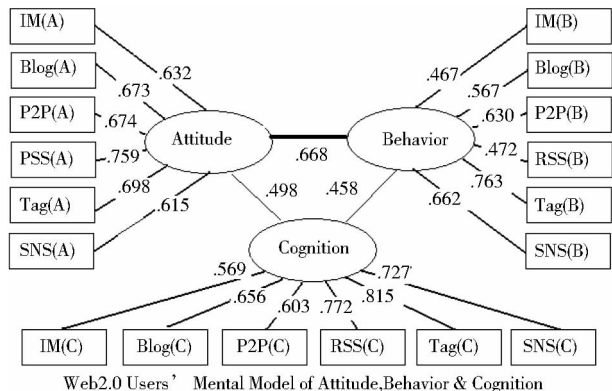 IM(A)
Blog(A)
P2P(A)
PSS(A)
Tag(A)
SNS(A)
.632
.673
.674
.759
.698
.615
Attitude
.668
Behavior
.467
.567
.630
.472
.763
.662
IM(B)
Blog(B)
P2P(B)
RSS(B)
Tag(B)
SNS(B)
.498
.458
Cognition
.569
.656
.603
.772
.815
.727
IM(C)
Blog(C)
P2P(C)
RSS(C)
Tag(C)
SNS(C)
Web2.0 Users’ Mental Model of Attitude,Behavior & Cognition